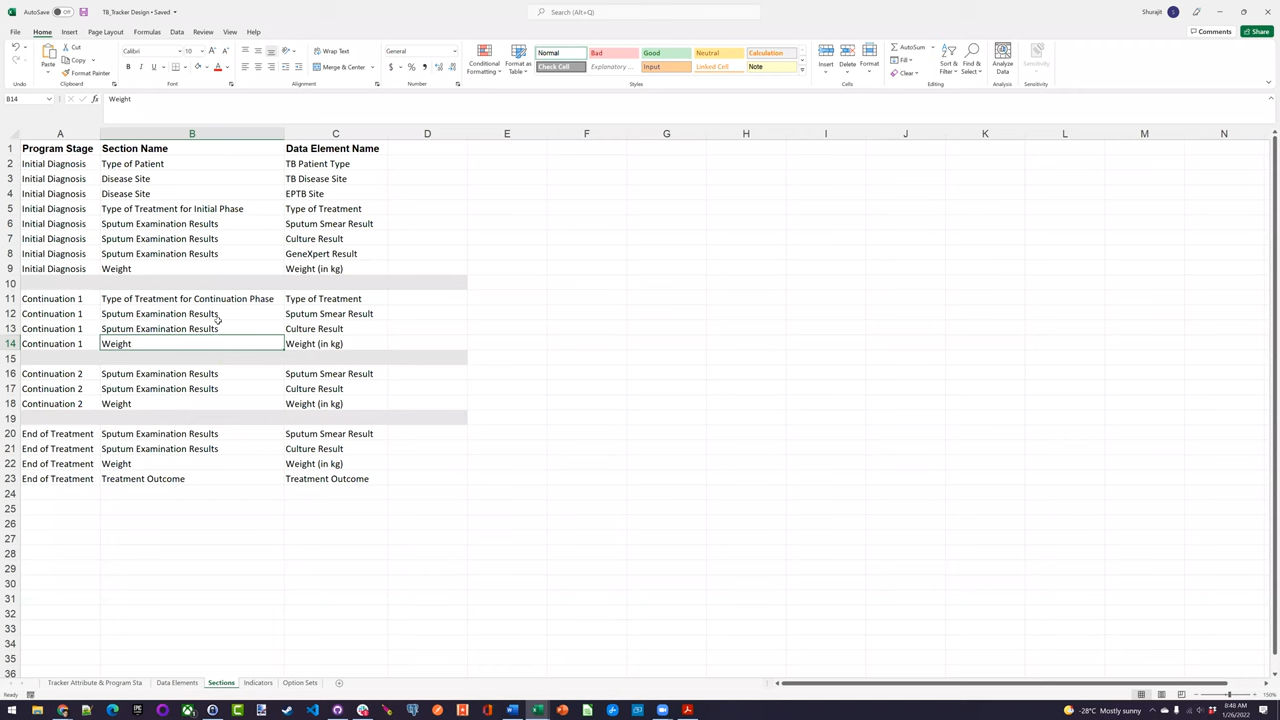 AutoSave Off TB_Tracker Design • Saved Search (Alt+Q) Shurajit S
File Home Insert Page Layout Formulas Data Review View Help Comments Share
Undo Paste Cut Copy Format Painter Clipboard
Calibri 10 Font
Wrap Text Merge & Center Alignment
General Number
Conditional Formatting Format as Table
Normal Bad Good Neutral Calculation
Check Cell Explanatory ... Input Linked Cell Note
Styles
Insert Delete Format Cells
AutoSum Fill Clear Sort & Filter Find & Select Editing
Analyze Data Analysis
Sensitivity Sensitivity
B14 fx Weight
A B C D E F G H I J K L M N
1 Program Stage Section Name Data Element Name
2 Initial Diagnosis Type of Patient TB Patient Type
3 Initial Diagnosis Disease Site TB Disease Site
4 Initial Diagnosis Disease Site EPTB Site
5 Initial Diagnosis Type of Treatment for Initial Phase Type of Treatment
6 Initial Diagnosis Sputum Examination Results Sputum Smear Result
7 Initial Diagnosis Sputum Examination Results Culture Result
8 Initial Diagnosis Sputum Examination Results GeneXpert Result
9 Initial Diagnosis Weight Weight (in kg)
10
11 Continuation 1 Type of Treatment for Continuation Phase Type of Treatment
12 Continuation 1 Sputum Examination Results Sputum Smear Result
13 Continuation 1 Sputum Examination Results Culture Result
14 Continuation 1 Weight Weight (in kg)
15
16 Continuation 2 Sputum Examination Results Sputum Smear Result
17 Continuation 2 Sputum Examination Results Culture Result
18 Continuation 2 Weight Weight (in kg)
19
20 End of Treatment Sputum Examination Results Sputum Smear Result
21 End of Treatment Sputum Examination Results Culture Result
22 End of Treatment Weight Weight (in kg)
23 End of Treatment Treatment Outcome Treatment Outcome
24
25
26
27
28
29
30
31
32
33
34
35
36
Tracker Attribute & Program Sta Data Elements Sections Indicators Option Sets
Ready 150%
-28°C Mostly sunny 8:48 AM
1/26/2022